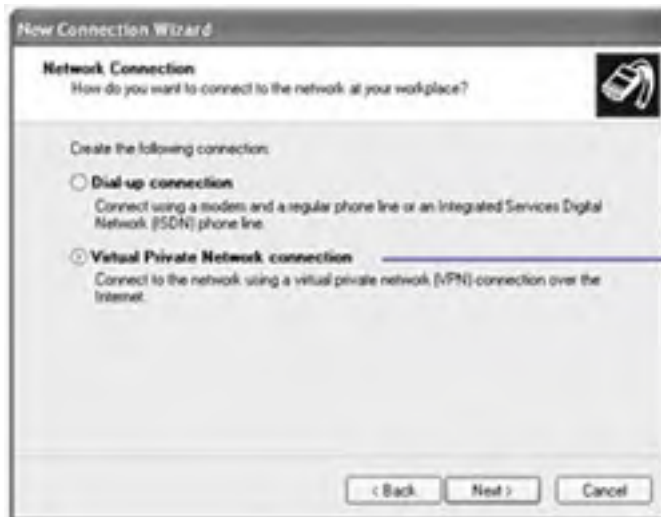 New Connection Wizard
Network Connection
How do you want to connect to the network at your workplace?
Create the following connection:
Dial-up connection
Connect using a modem and a regular phone line or an Integrated Services Digital
Network (ISDN) phone line.
Virtual Private Network connection
Connect to the network using a virtual private network (VPN) connection over the
Internet.
< Back
Next >
Cancel